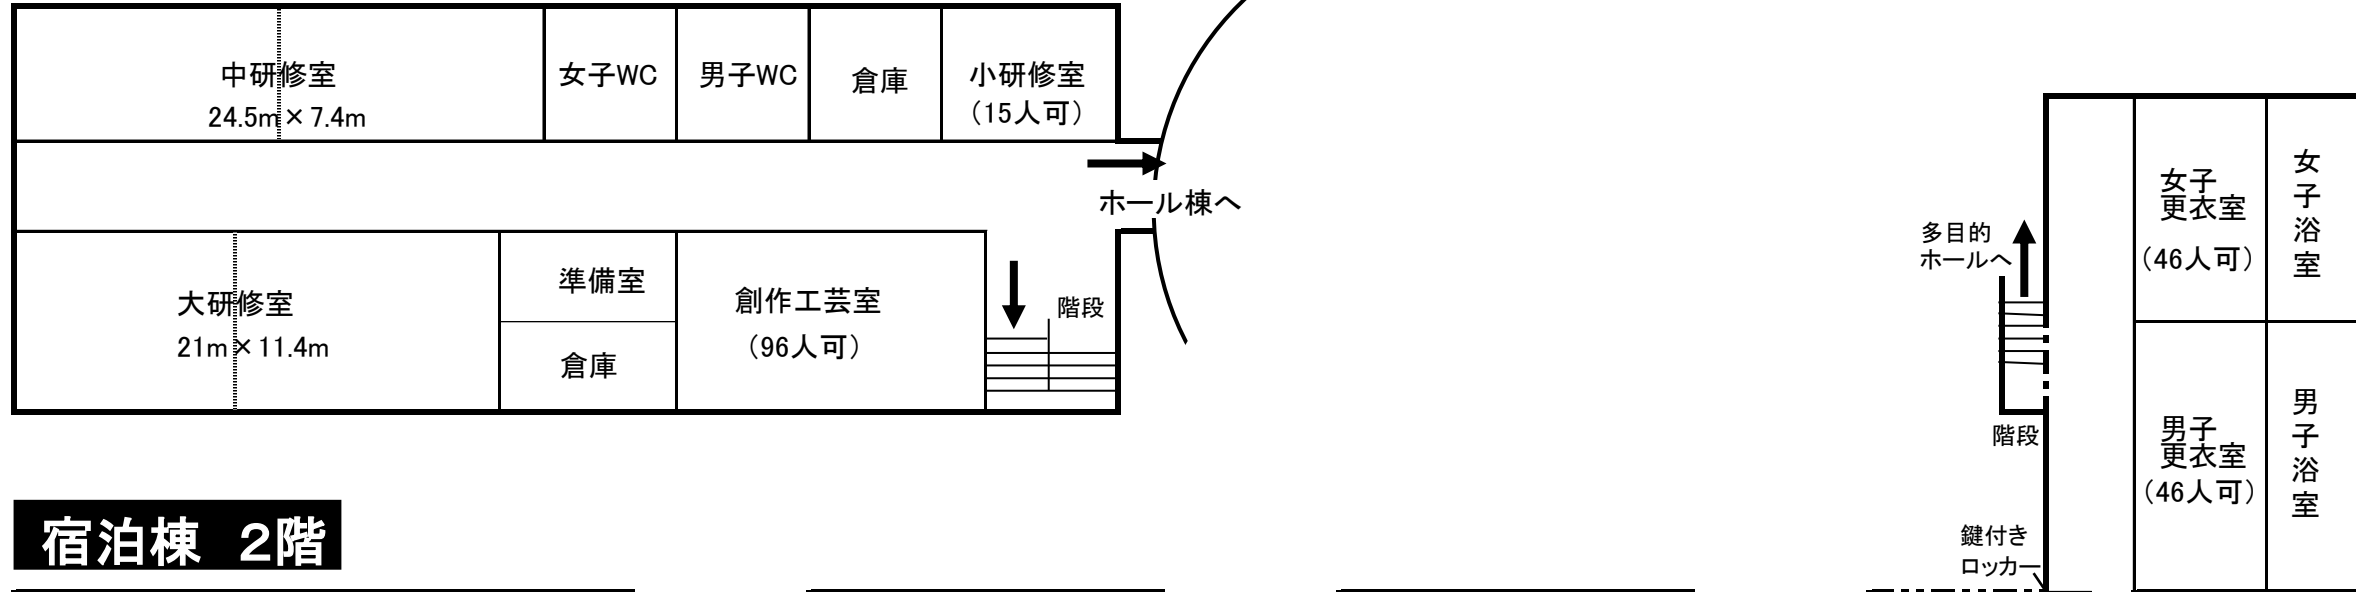 中研修室
24.5m×7.4m
女子WC
男子WC
倉庫
小研修室
(15人可)
ホール棟へ
大研修室
21m×11.4m
準備室
倉庫
創作工芸室
(96人可)
階段
多目的
ホールへ
階段
女子
更衣室
(46人可)
女子浴室
男子
更衣室
(46人可)
男子浴室
鍵付き
ロッカー
宿泊棟 2階